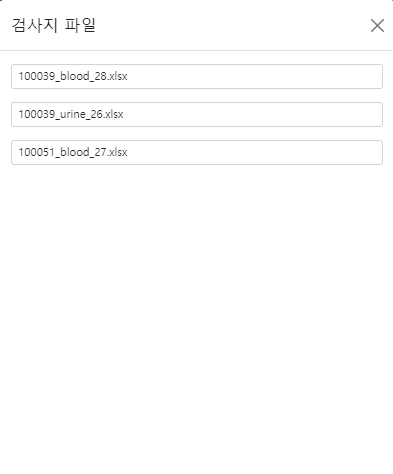 검사지 파일
100039_blood_28.xlsx
100039_urine_26.xlsx
100051_blood_27.xlsx